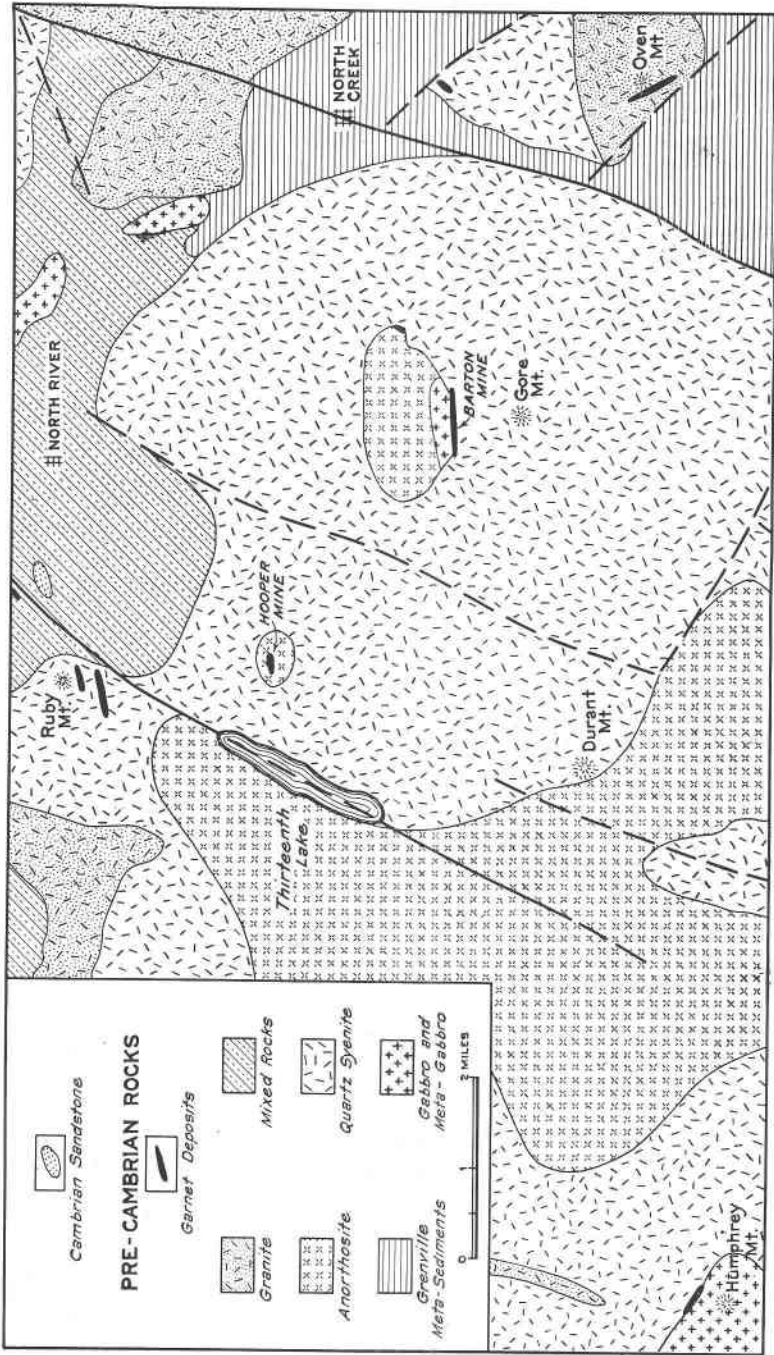 Cambrian Sandstone
PRE-CAMBRIAN ROCKS
Garnet Deposits
Granite
Mixed Rocks
Anorthosite
Quartz Syenite
Grenville
Meta-Sediments
Gabbro and
Meta-Gabbro
0 1 2 MILES
Ruby
Mt.
NORTH RIVER
NORTH
CREEK
HOOPER
MINE
Thirteenth
Lake
BARTON
MINE
Gore
Mt.
Oven
Mt.
Durant
Mt.
Humphrey
Mt.